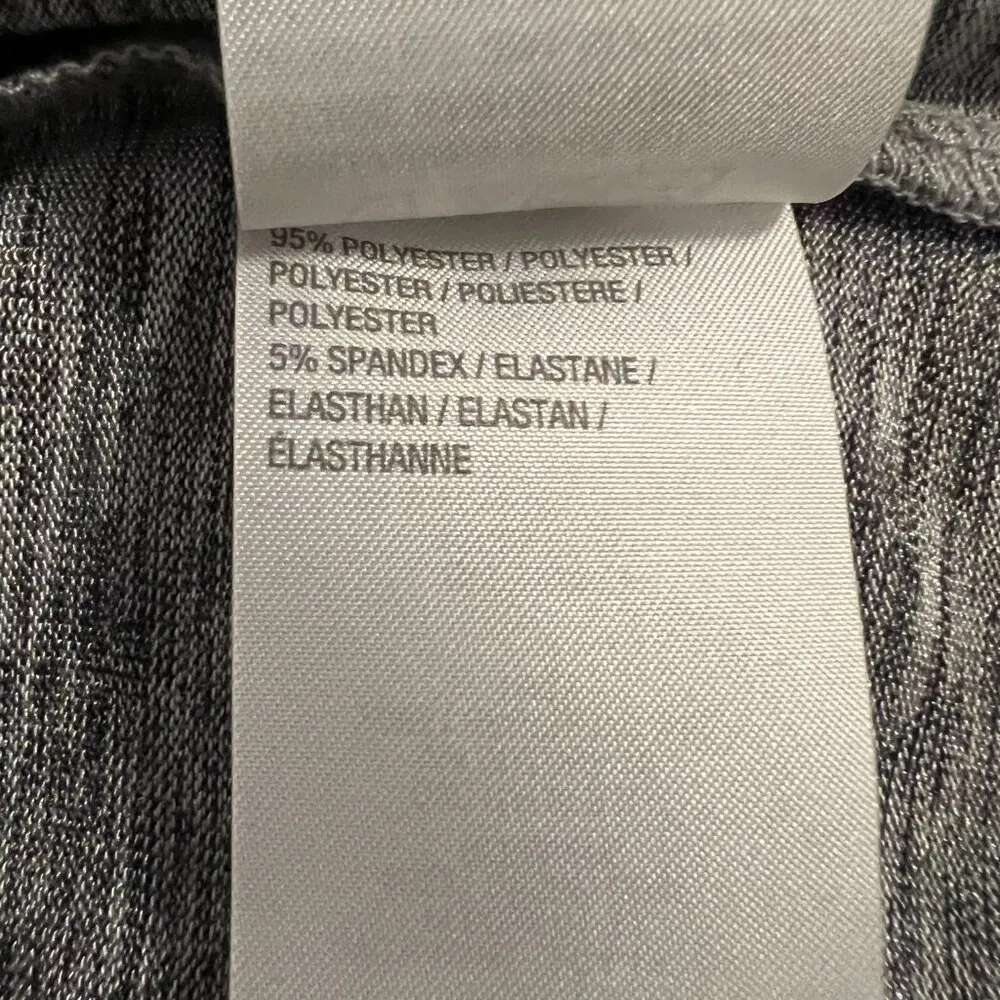 95% POLYESTER / POLYESTER /
POLYESTER / POLIESTERE /
POLYESTER
5% SPANDEX / ELASTANE /
ELASTHAN / ELASTAN /
ÉLASTHANNE